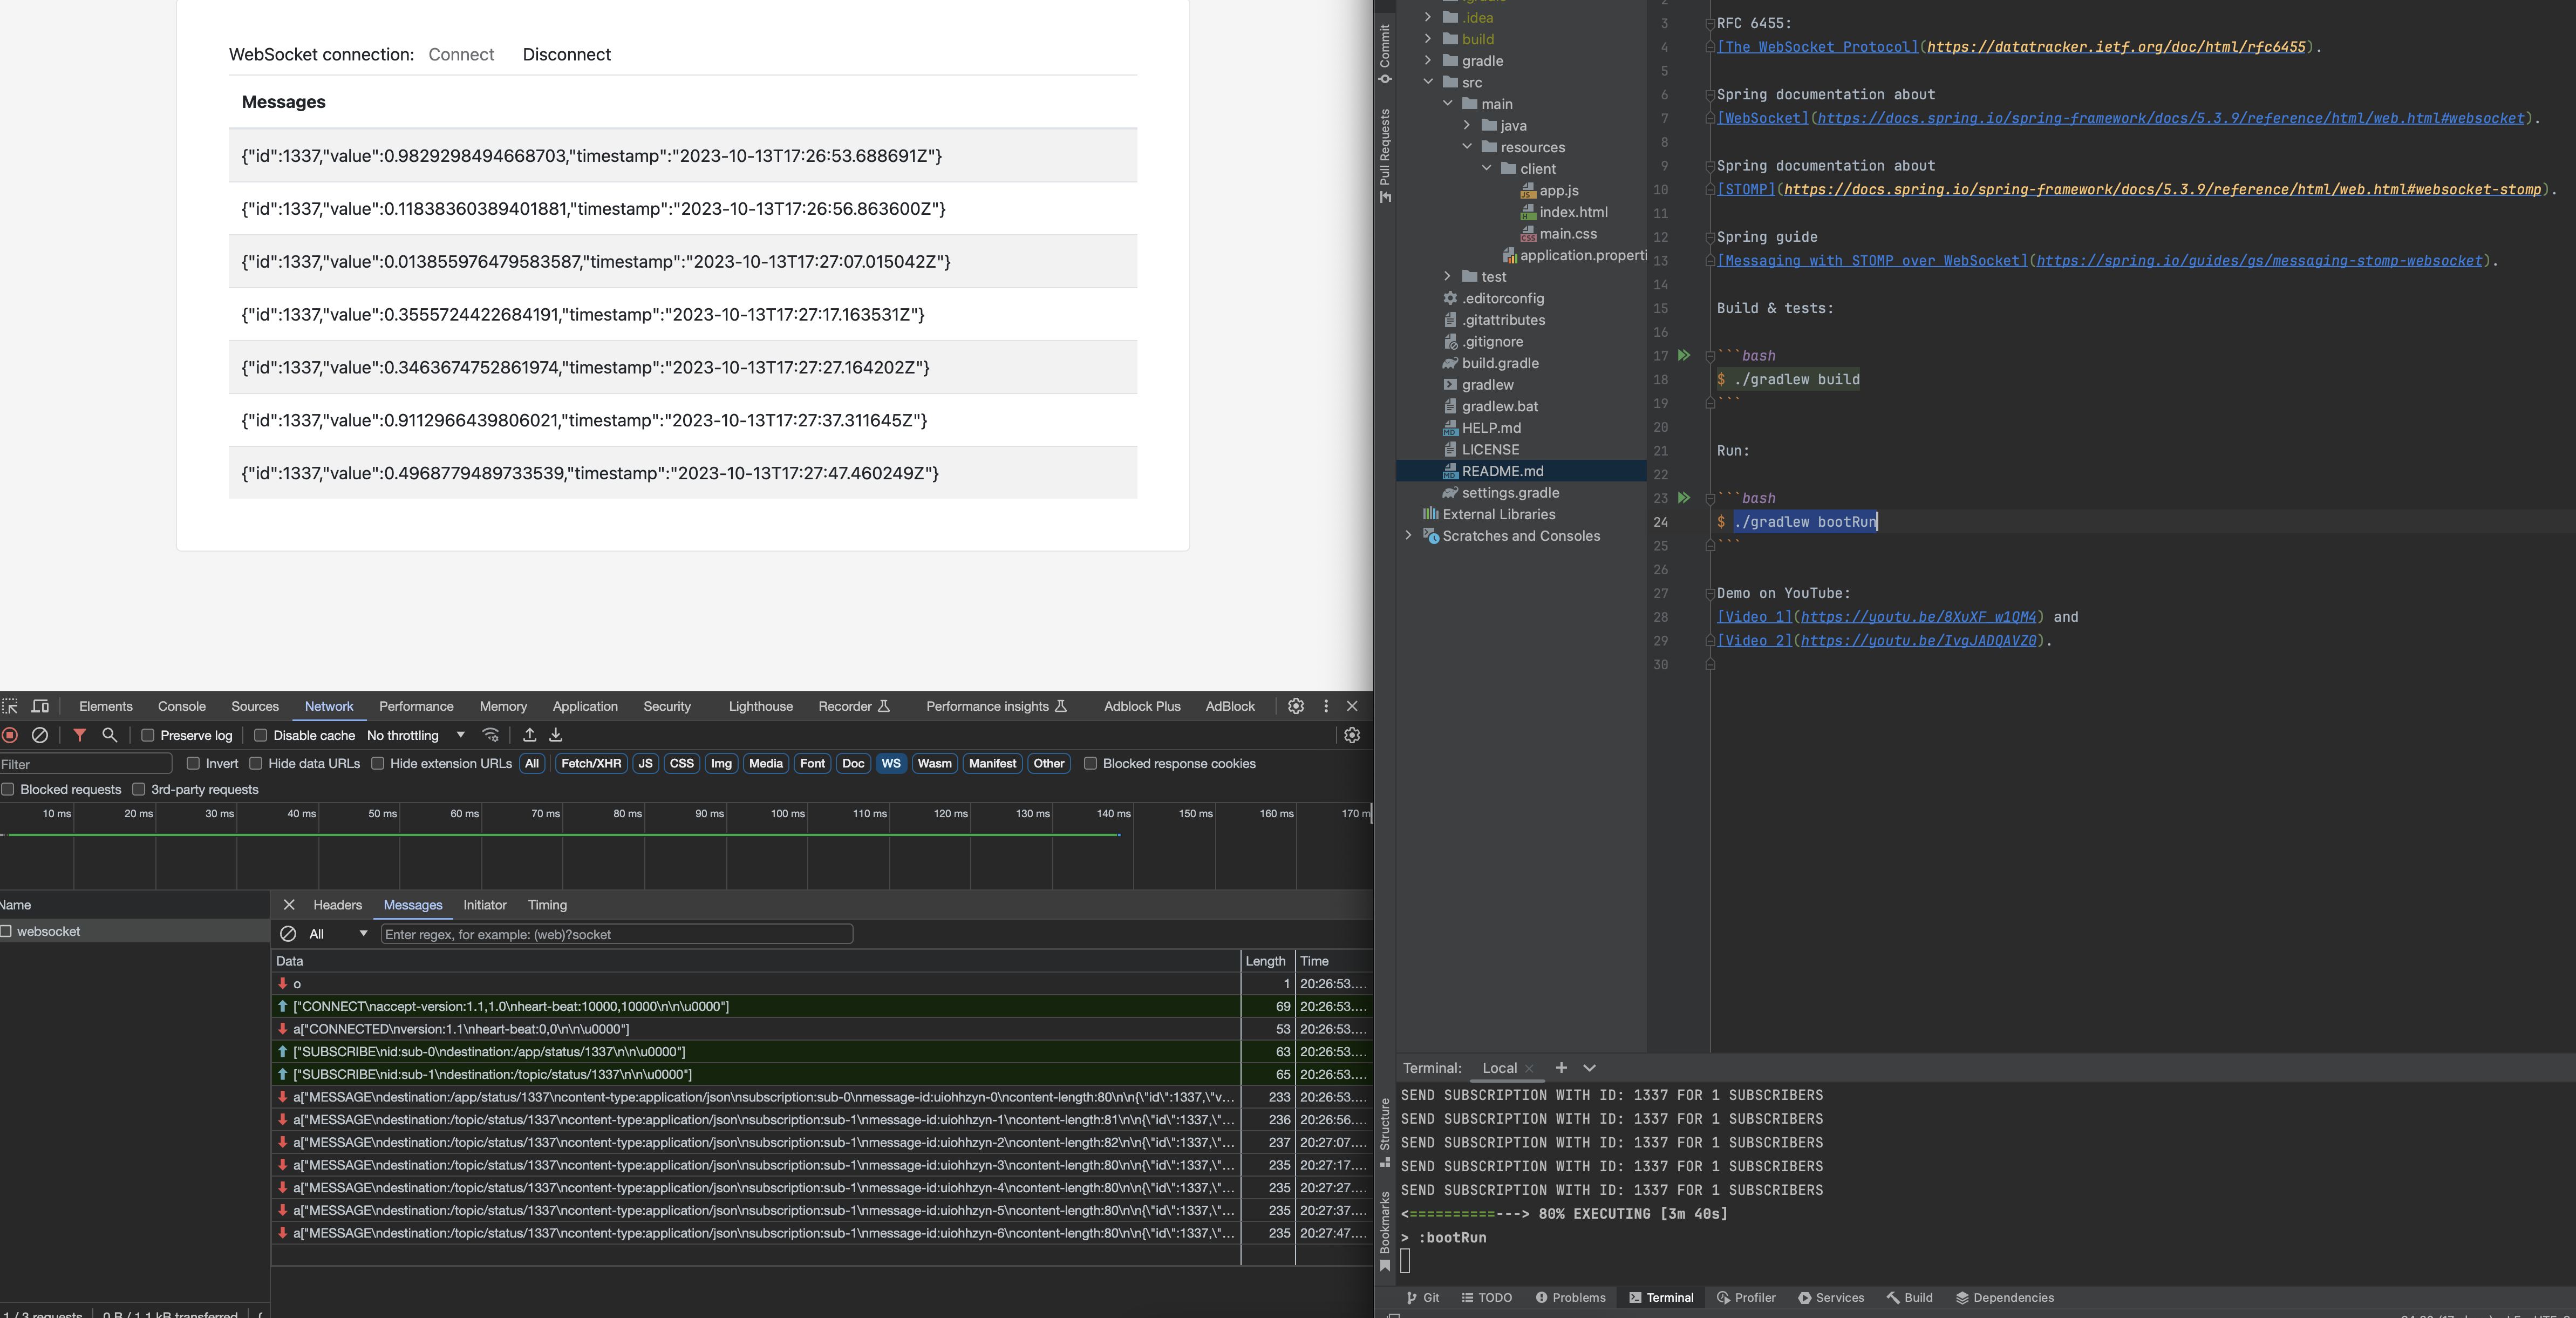 WebSocket connection: Connect Disconnect
Messages
{"id":1337,"value":0.9829298494668703,"timestamp":"2023-10-13T17:26:53.688691Z"}
{"id":1337,"value":0.11838360389401881,"timestamp":"2023-10-13T17:26:56.863600Z"}
{"id":1337,"value":0.013855976479583587,"timestamp":"2023-10-13T17:27:07.015042Z"}
{"id":1337,"value":0.3555724422684191,"timestamp":"2023-10-13T17:27:17.163531Z"}
{"id":1337,"value":0.3463674752861974,"timestamp":"2023-10-13T17:27:27.164202Z"}
{"id":1337,"value":0.9112966439806021,"timestamp":"2023-10-13T17:27:37.311645Z"}
{"id":1337,"value":0.4968779489733539,"timestamp":"2023-10-13T17:27:47.460249Z"}
Elements Console Sources Network Performance Memory Application Security Lighthouse Recorder Performance insights Adblock Plus AdBlock
Preserve log Disable cache No throttling
Filter Invert Hide data URLs Hide extension URLs All Fetch/XHR JS CSS Img Media Font Doc WS Wasm Manifest Other Blocked response cookies
Blocked requests 3rd-party requests
10 ms 20 ms 30 ms 40 ms 50 ms 60 ms 70 ms 80 ms 90 ms 100 ms 110 ms 120 ms 130 ms 140 ms 150 ms 160 ms 170 m
Name
websocket
Headers Messages Initiator Timing
All Enter regex, for example: (web)?socket
Data Length Time
o 1 20:26:53....
["CONNECT\naccept-version:1.1,1.0\nheart-beat:10000,10000\n\n\u0000"] 69 20:26:53....
a["CONNECTED\nversion:1.1\nheart-beat:0,0\n\n\u0000"] 53 20:26:53....
["SUBSCRIBE\nid:sub-0\ndestination:/app/status/1337\n\n\u0000"] 63 20:26:53....
["SUBSCRIBE\nid:sub-1\ndestination:/topic/status/1337\n\n\u0000"] 65 20:26:53....
a["MESSAGE\ndestination:/app/status/1337\ncontent-type:application/json\nsubscription:sub-0\nmessage-id:uiohhzyn-0\ncontent-length:80\n\n{\"id\":1337,\"v... 233 20:26:53....
a["MESSAGE\ndestination:/topic/status/1337\ncontent-type:application/json\nsubscription:sub-1\nmessage-id:uiohhzyn-1\ncontent-length:81\n\n{\"id\":1337,\"... 236 20:26:56....
a["MESSAGE\ndestination:/topic/status/1337\ncontent-type:application/json\nsubscription:sub-1\nmessage-id:uiohhzyn-2\ncontent-length:82\n\n{\"id\":1337,\"... 237 20:27:07....
a["MESSAGE\ndestination:/topic/status/1337\ncontent-type:application/json\nsubscription:sub-1\nmessage-id:uiohhzyn-3\ncontent-length:80\n\n{\"id\":1337,\"... 235 20:27:17....
a["MESSAGE\ndestination:/topic/status/1337\ncontent-type:application/json\nsubscription:sub-1\nmessage-id:uiohhzyn-4\ncontent-length:80\n\n{\"id\":1337,\"... 235 20:27:27....
a["MESSAGE\ndestination:/topic/status/1337\ncontent-type:application/json\nsubscription:sub-1\nmessage-id:uiohhzyn-5\ncontent-length:80\n\n{\"id\":1337,\"... 235 20:27:37....
a["MESSAGE\ndestination:/topic/status/1337\ncontent-type:application/json\nsubscription:sub-1\nmessage-id:uiohhzyn-6\ncontent-length:80\n\n{\"id\":1337,\"... 235 20:27:47....
1 / 3 requests 0 B / 1.1 kB transferred
Commit
Pull Requests
Structure
Bookmarks
.idea
build
gradle
src
main
java
resources
client
app.js
index.html
main.css
application.properti
test
.editorconfig
.gitattributes
.gitignore
build.gradle
gradlew
gradlew.bat
HELP.md
LICENSE
README.md
settings.gradle
External Libraries
Scratches and Consoles
2
3 RFC 6455:
4 [The WebSocket Protocol](https://datatracker.ietf.org/doc/html/rfc6455).
5
6 Spring documentation about
7 [WebSocket](https://docs.spring.io/spring-framework/docs/5.3.9/reference/html/web.html#websocket).
8
9 Spring documentation about
10 [STOMP](https://docs.spring.io/spring-framework/docs/5.3.9/reference/html/web.html#websocket-stomp).
11
12 Spring guide
13 [Messaging with STOMP over WebSocket](https://spring.io/guides/gs/messaging-stomp-websocket).
14
15 Build & tests:
16
17 ```bash
18 $ ./gradlew build
19 ```
20
21 Run:
22
23 ```bash
24 $ ./gradlew bootRun
25 ```
26
27 Demo on YouTube:
28 [Video 1](https://youtu.be/8XuXF_w1QM4) and
29 [Video 2](https://youtu.be/IvgJADQAVZ0).
30
Terminal: Local
SEND SUBSCRIPTION WITH ID: 1337 FOR 1 SUBSCRIBERS
SEND SUBSCRIPTION WITH ID: 1337 FOR 1 SUBSCRIBERS
SEND SUBSCRIPTION WITH ID: 1337 FOR 1 SUBSCRIBERS
SEND SUBSCRIPTION WITH ID: 1337 FOR 1 SUBSCRIBERS
SEND SUBSCRIPTION WITH ID: 1337 FOR 1 SUBSCRIBERS
<==========---> 80% EXECUTING [3m 40s]
> :bootRun
Git TODO Problems Terminal Profiler Services Build Dependencies